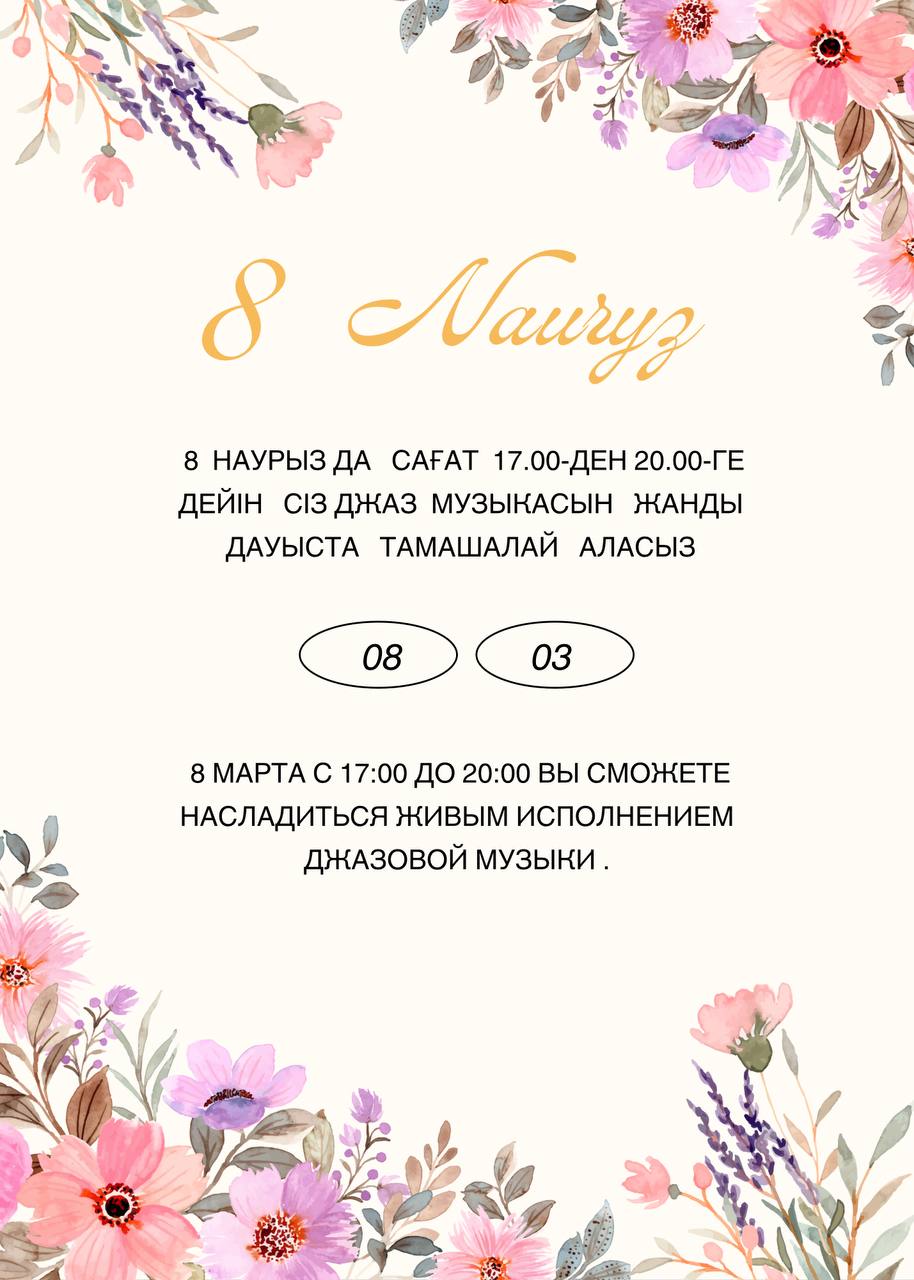 8 Наурyз
8 НАУРЫЗ ДА САҒАТ 17.00-ДЕН 20.00-ГЕ
ДЕЙІН СІЗ ДЖАЗ МУЗЫКАСЫН ЖАНДЫ
ДАУЫСТА ТАМАШАЛАЙ АЛАСЫЗ
08 03
8 МАРТА С 17:00 ДО 20:00 ВЫ СМОЖЕТЕ
НАСЛАДИТЬСЯ ЖИВЫМ ИСПОЛНЕНИЕМ
ДЖАЗОВОЙ МУЗЫКИ .